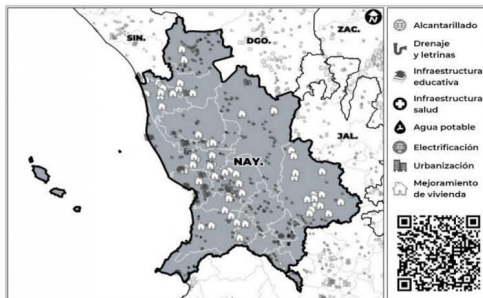 SIN.
DGO.
ZAC.
JAL.
NAY.
N
Alcantarillado
Drenaje
y letrinas
Infraestructura
educativa
Infraestructura
salud
Agua potable
Electrificación
Urbanización
Mejoramiento
de vivienda